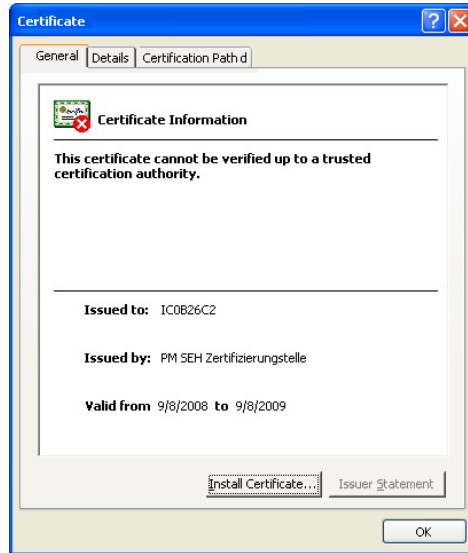 Certificate
General Details Certification Path d
Certificate Information
This certificate cannot be verified up to a trusted
certification authority.
Issued to: IC0B26C2
Issued by: PM SEH Zertifizierungstelle
Valid from 9/8/2008 to 9/8/2009
Install Certificate... Issuer Statement
OK